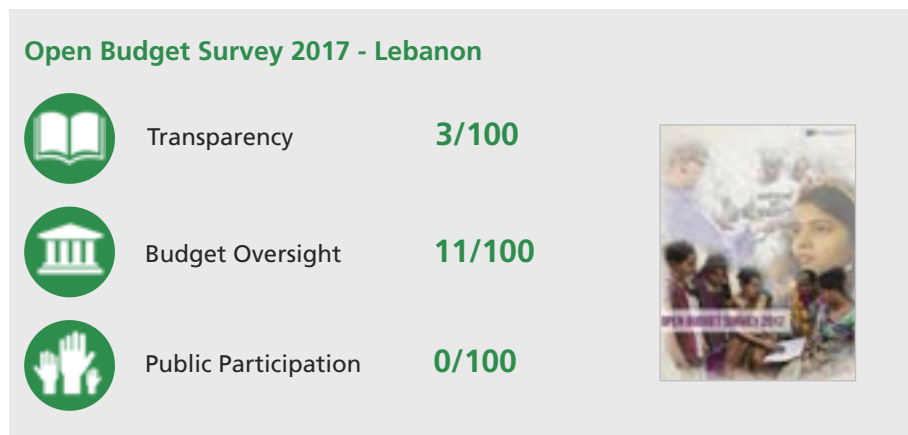 Open Budget Survey 2017 - Lebanon
Transparency 3/100
Budget Oversight 11/100
Public Participation 0/100
OPEN BUDGET SURVEY 2017